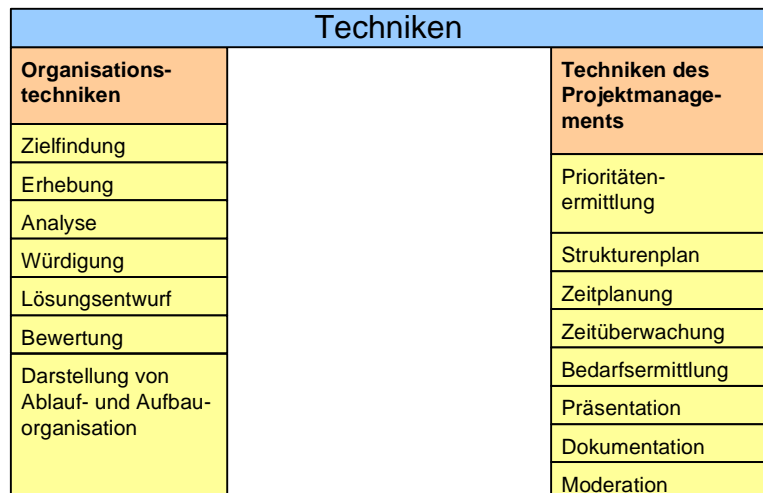 Techniken
Organisations-
techniken
Zielfindung
Erhebung
Analyse
Würdigung
Lösungsentwurf
Bewertung
Darstellung von
Ablauf- und Aufbau-
organisation
Techniken des
Projektmanage-
ments
Prioritäten-
ermittlung
Strukturenplan
Zeitplanung
Zeitüberwachung
Bedarfsermittlung
Präsentation
Dokumentation
Moderation